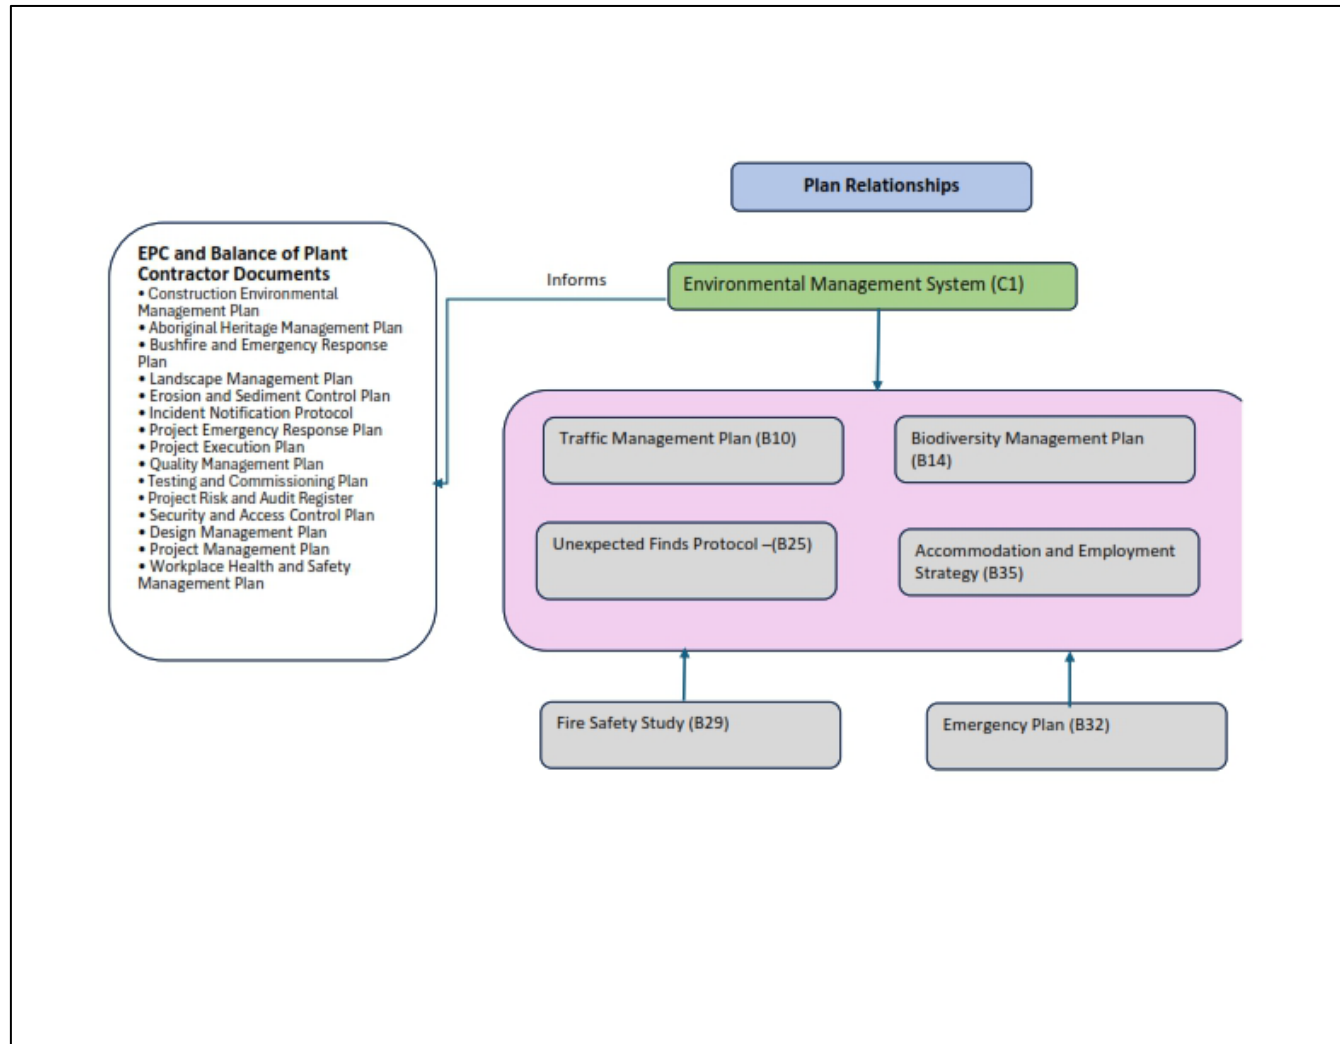 Plan Relationships
EPC and Balance of Plant
Contractor Documents
• Construction Environmental
Management Plan
• Aboriginal Heritage Management Plan
• Bushfire and Emergency Response
Plan
• Landscape Management Plan
• Erosion and Sediment Control Plan
• Incident Notification Protocol
• Project Emergency Response Plan
• Project Execution Plan
• Quality Management Plan
• Testing and Commissioning Plan
• Project Risk and Audit Register
• Security and Access Control Plan
• Design Management Plan
• Project Management Plan
• Workplace Health and Safety
Management Plan
Informs
Environmental Management System (C1)
Traffic Management Plan (B10)
Biodiversity Management Plan
(B14)
Unexpected Finds Protocol –(B25)
Accommodation and Employment
Strategy (B35)
Fire Safety Study (B29)
Emergency Plan (B32)